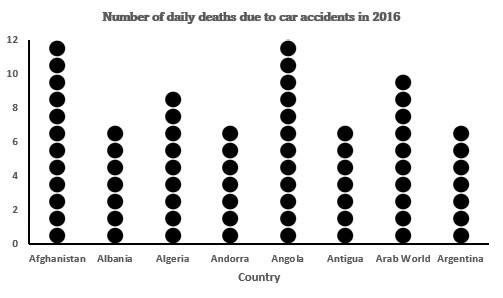 Number of daily deaths due to car accidents in 2016
12
10
8
6
4
2
0
Afghanistan Albania Algeria Andorra Angola Antigua Arab World Argentina
Country